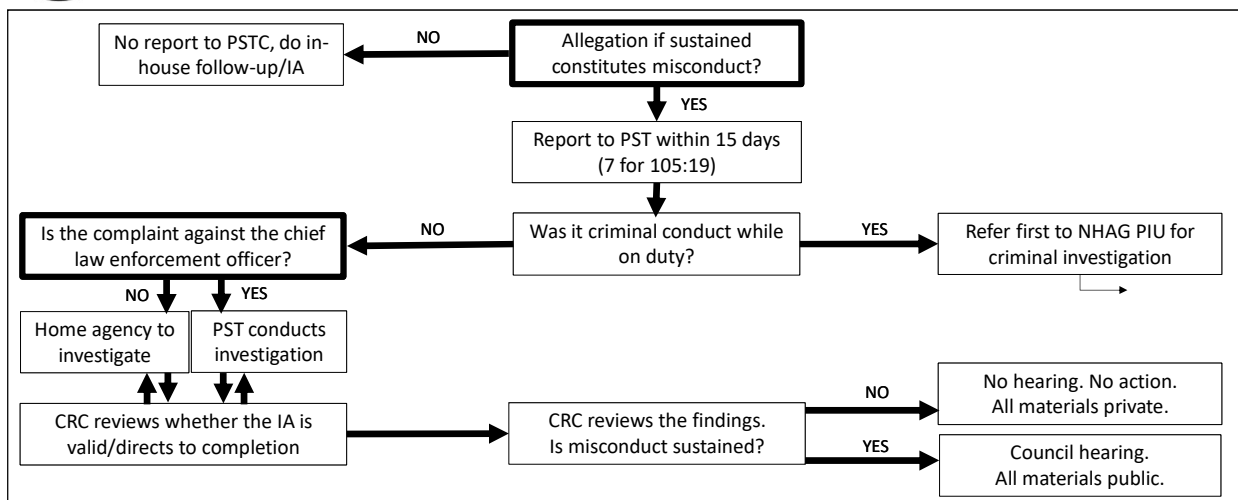 No report to PSTC, do in-
house follow-up/IA
NO
Allegation if sustained
constitutes misconduct?
YES
Report to PST within 15 days
(7 for 105:19)
Is the complaint against the chief
law enforcement officer?
NO
Was it criminal conduct while
on duty?
YES
Refer first to NHAG PIU for
criminal investigation
NO
YES
Home agency to
investigate
PST conducts
investigation
CRC reviews whether the IA is
valid/directs to completion
CRC reviews the findings.
Is misconduct sustained?
NO
No hearing. No action.
All materials private.
YES
Council hearing.
All materials public.